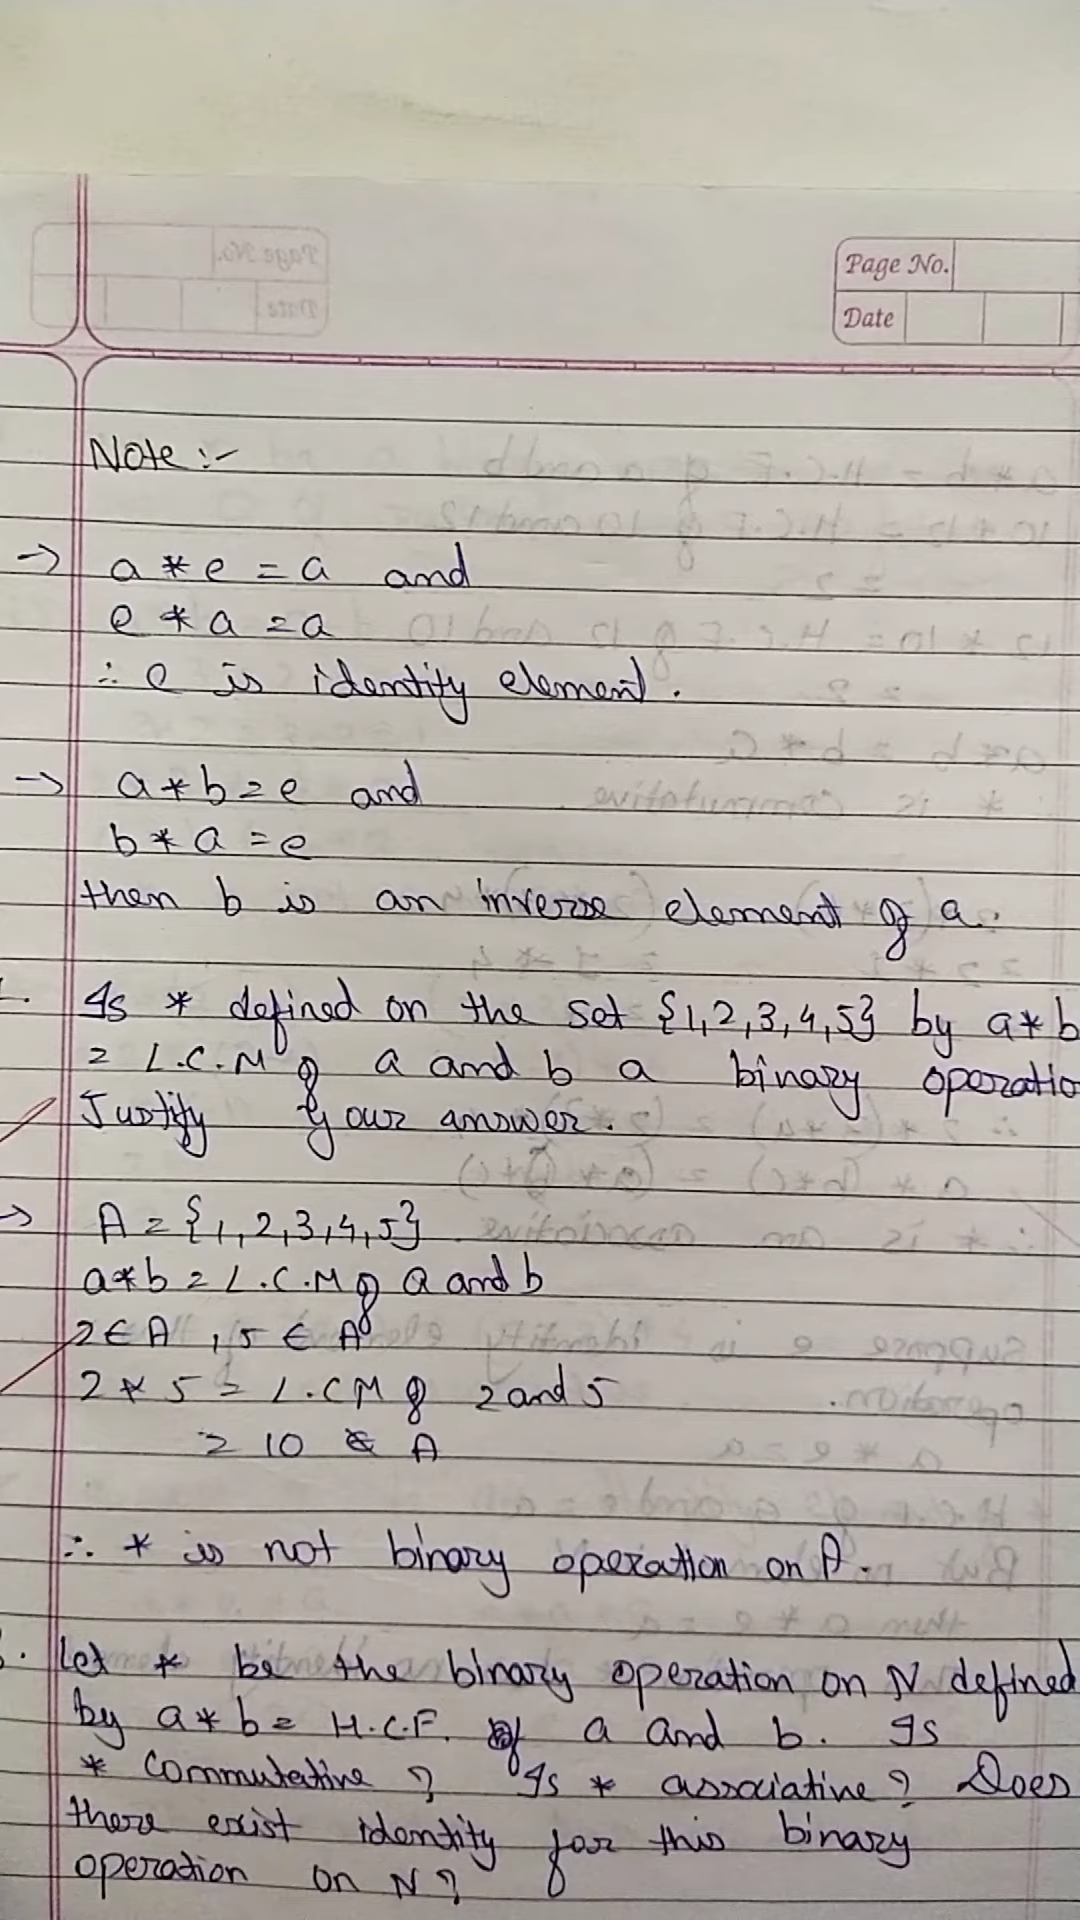 Page No.
Date
Note :-
→ a * e = a and
e * a = a
∴ e is identity element.
→ a * b = e and
b * a = e
then b is an inverse element of a.
Is * defined on the set {1,2,3,4,5} by a * b
= L.C.M of a and b a binary operatio
Justify your answer.
→ A = {1,2,3,4,5}
a * b = L.C.M of a and b
2 ∈ A , 5 ∈ A
2 * 5 = L.CM of 2 and 5
= 10 ∉ A
∴ * is not binary operation on A.
Let * be the binary operation on N defined
by a * b = H.C.F. of a and b. Is
* commutative ? Is * associative ? Does
there exist identity for this binary
operation on N ?